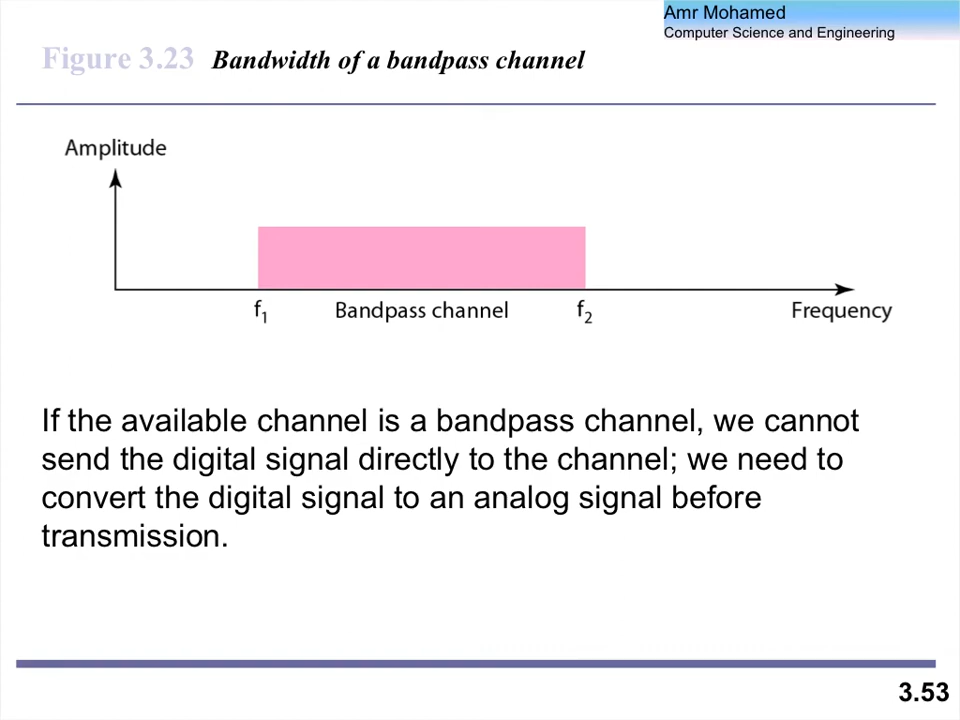 Amr Mohamed
Computer Science and Engineering
Figure 3.23 Bandwidth of a bandpass channel
Amplitude
f1 Bandpass channel f2 Frequency
If the available channel is a bandpass channel, we cannot
send the digital signal directly to the channel; we need to
convert the digital signal to an analog signal before
transmission.
3.53